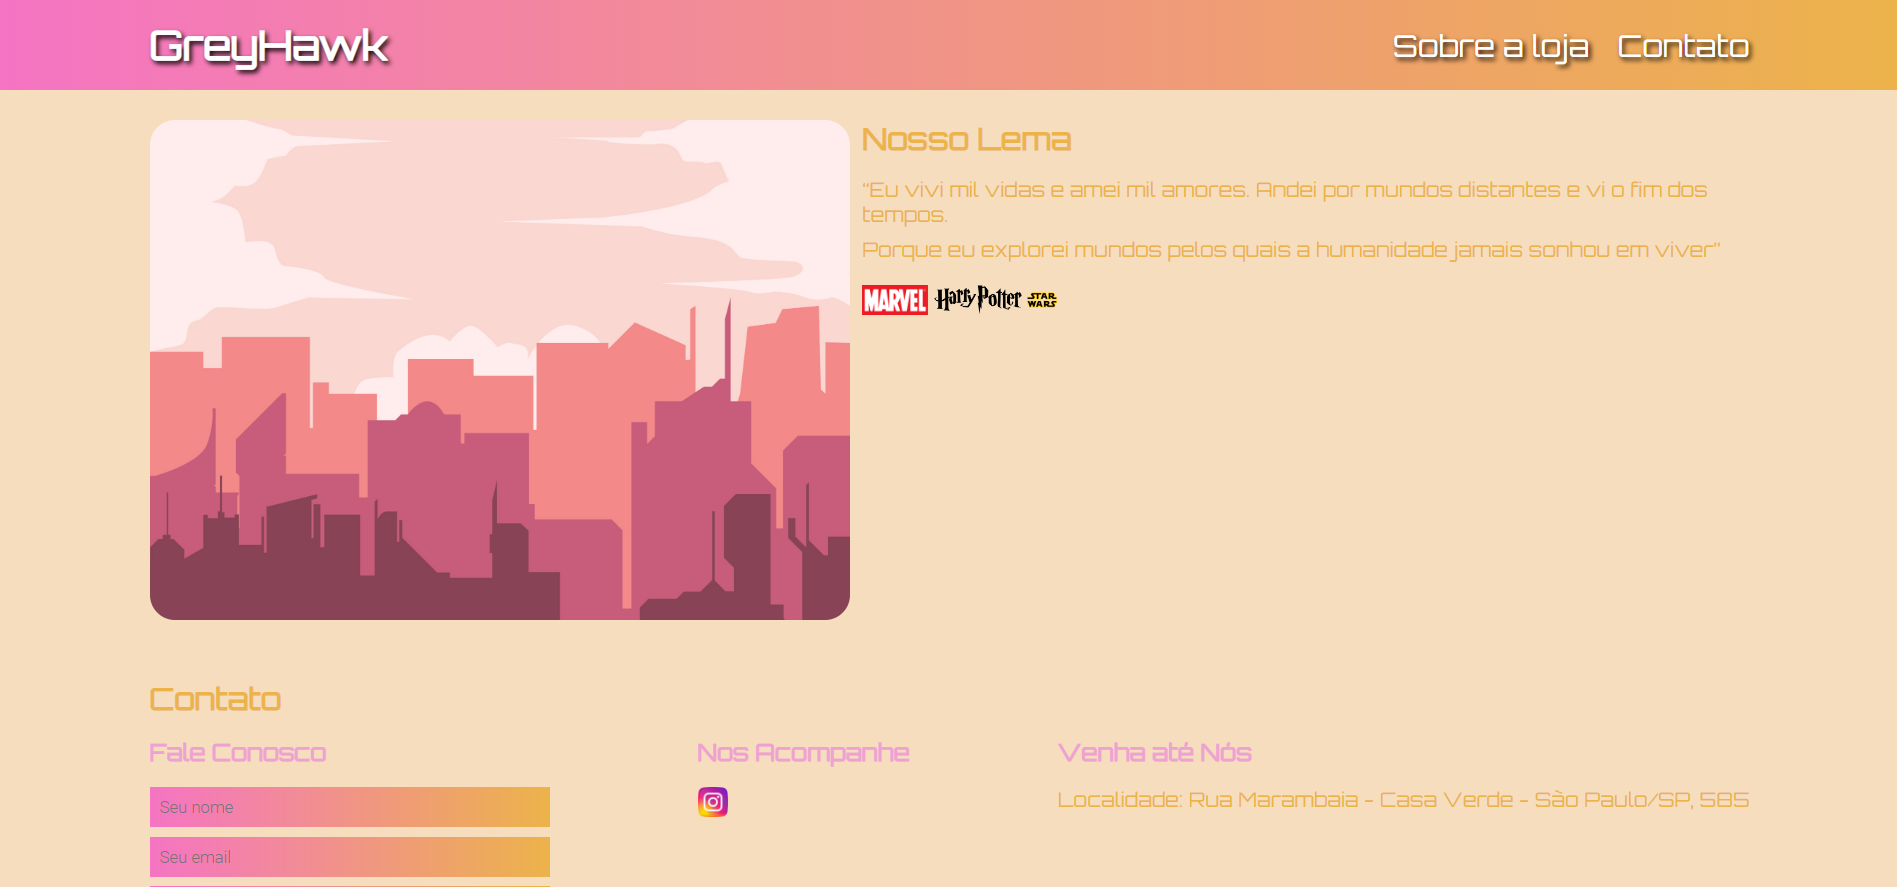 GreyHawk
Sobre a loja Contato
Nosso Lema
“Eu vivi mil vidas e amei mil amores. Andei por mundos distantes e vi o fim dos
tempos.
Porque eu explorei mundos pelos quais a humanidade jamais sonhou em viver”
MARVEL Harry Potter STAR WARS
Contato
Fale Conosco
Seu nome
Seu email
Nos Acompanhe
Venha até Nós
Localidade: Rua Marambaia - Casa Verde - São Paulo/SP, 585